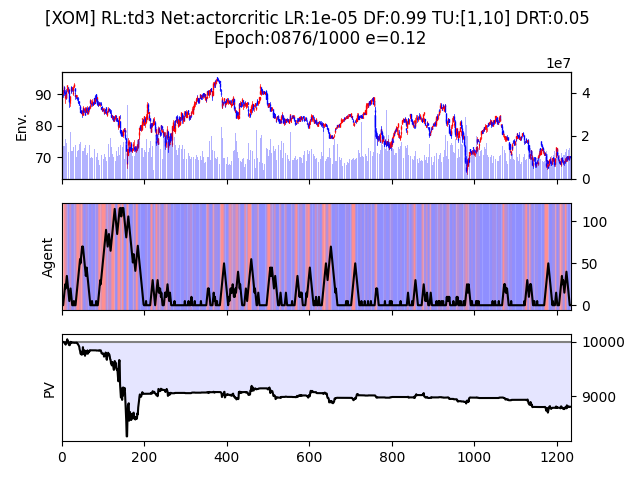 [XOM] RL:td3 Net:actorcritic LR:1e-05 DF:0.99 TU:[1,10] DRT:0.05
Epoch:0876/1000 e=0.12
1e7
Env.
90
80
70
4
2
0
Agent
100
50
0
PV
10000
9000
0 200 400 600 800 1000 1200